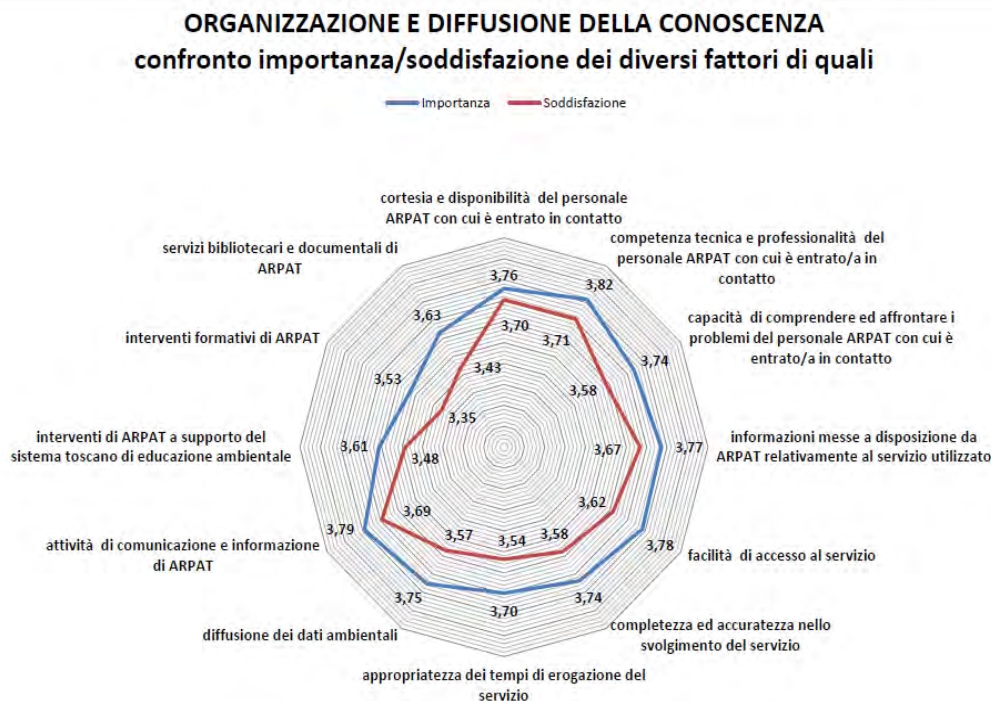 ORGANIZZAZIONE E DIFFUSIONE DELLA CONOSCENZA
confronto importanza/soddisfazione dei diversi fattori di quali
Importanza
Soddisfazione
cortesia e disponibilità del personale
ARPAT con cui è entrato in contatto
servizi bibliotecari e documentali di
ARPAT
competenza tecnica e professionalità del
personale ARPAT con cui è entrato/a in
contatto
3,76
3,82
3,63
3,70
3,71
interventi formativi di ARPAT
capacità di comprendere ed affrontare i
problemi del personale ARPAT con cui è
entrato/a in contatto
3,74
3,43
3,53
3,58
3,35
interventi di ARPAT a supporto del
sistema toscano di educazione ambientale
3,61
3,48
3,67
3,77
informazioni messe a disposizione da
ARPAT relativamente al servizio utilizzato
3,69
3,62
3,79
3,57
3,54
3,58
3,78
attività di comunicazione e informazione
di ARPAT
facilità di accesso al servizio
3,75
3,70
3,74
diffusione dei dati ambientali
completezza ed accuratezza nello
svolgimento del servizio
appropriatezza dei tempi di erogazione del
servizio